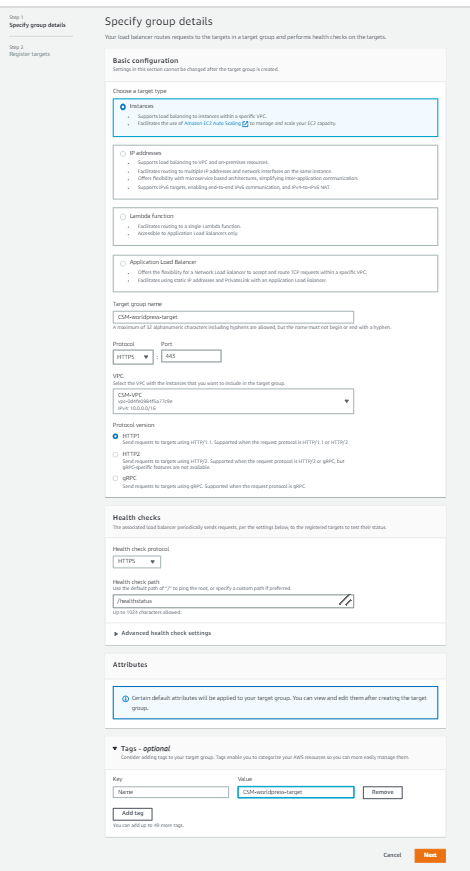 Step 1
Specify group details
Step 2
Register targets
Specify group details
Your load balancer routes requests to the targets in a target group and performs health checks on the targets.
Basic configuration
Settings in this section cannot be changed after the target group is created.
Choose a target type
Instances
• Supports load balancing to instances within a specific VPC.
• Facilitates the use of Amazon EC2 Auto Scaling to manage and scale your EC2 capacity.
IP addresses
• Supports load balancing to VPC and on-premises resources.
• Facilitates routing to multiple IP addresses and network interfaces on the same instance.
• Offers flexibility with microservice based architectures, simplifying inter-application communication.
• Supports IPv6 targets, enabling end-to-end IPv6 communication, and IPv4-to-IPv6 NAT.
Lambda function
• Facilitates routing to a single Lambda function.
• Accessible to Application Load Balancers only.
Application Load Balancer
• Offers the flexibility for a Network Load Balancer to accept and route TCP requests within a specific VPC.
• Facilitates using static IP addresses and PrivateLink with an Application Load Balancer.
Target group name
CSM-worldpress-target
A maximum of 32 alphanumeric characters including hyphens are allowed, but the name must not begin or end with a hyphen.
Protocol Port
HTTPS : 443
VPC
Select the VPC with the instances that you want to include in the target group.
CSM-VPC
IPv4: 10.0.0.0/16
Protocol version
HTTP1
Send requests to targets using HTTP/1.1. Supported when the request protocol is HTTP/1.1 or HTTP/2.
HTTP2
Send requests to targets using HTTP/2. Supported when the request protocol is HTTP/2 or gRPC, but
gRPC-specific features are not available.
gRPC
Send requests to targets using gRPC. Supported when the request protocol is gRPC.
Health checks
The associated load balancer periodically sends requests, per the settings below, to the registered targets to test their status.
Health check protocol
HTTPS
Health check path
Use the default path of "/" to ping the root, or specify a custom path if preferred.
/healthstatus
Up to 1024 characters allowed.
Advanced health check settings
Attributes
Certain default attributes will be applied to your target group. You can view and edit them after creating the target
group.
Tags - optional
Consider adding tags to your target group. Tags enable you to categorize your AWS resources so you can more easily manage them.
Key Value
Name CSM-worldpress-target Remove
Add tag
You can add up to 49 more tags.
Cancel Next